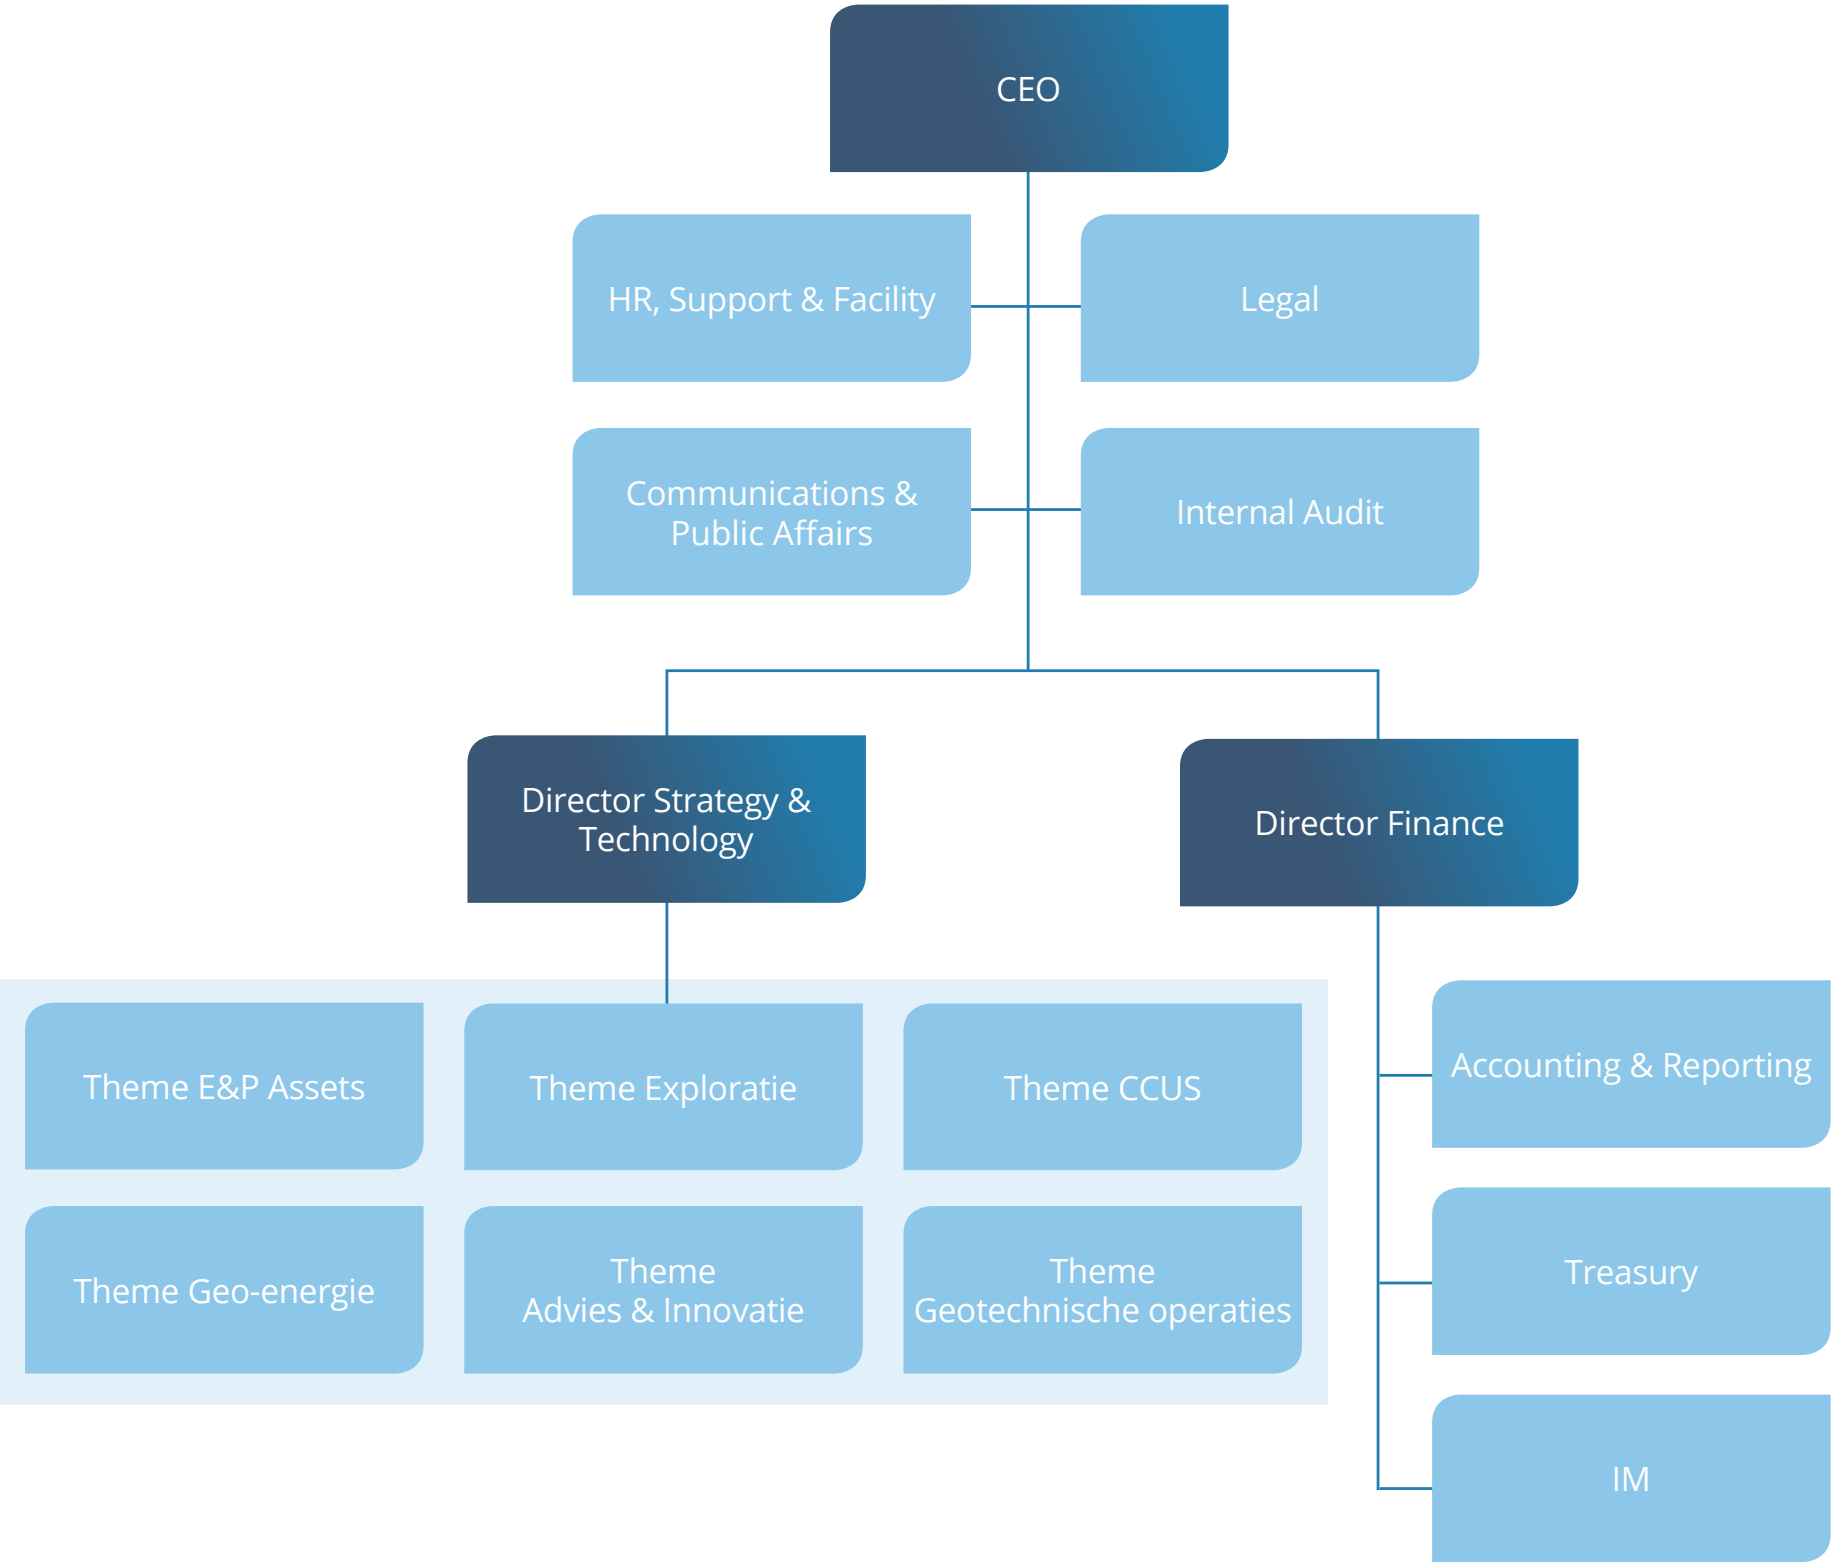 CEO
HR, Support & Facility
Legal
Communications &
Public Affairs
Internal Audit
Director Strategy &
Technology
Director Finance
Theme E&P Assets
Theme Exploratie
Theme CCUS
Accounting & Reporting
Theme Geo-energie
Theme
Advies & Innovatie
Theme
Geotechnische operaties
Treasury
IM